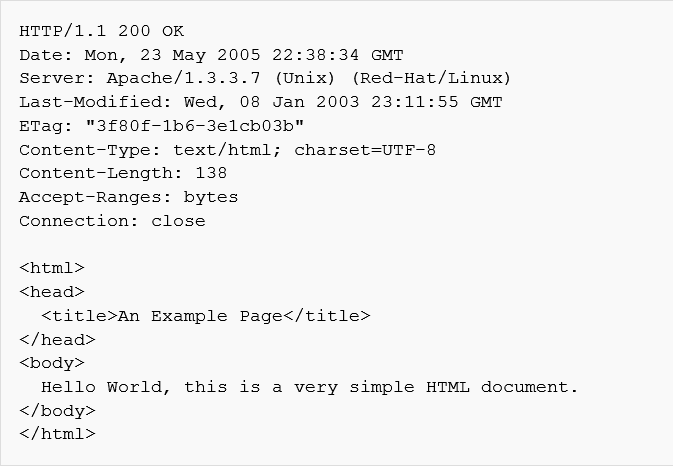 HTTP/1.1 200 OK
Date: Mon, 23 May 2005 22:38:34 GMT
Server: Apache/1.3.3.7 (Unix) (Red-Hat/Linux)
Last-Modified: Wed, 08 Jan 2003 23:11:55 GMT
ETag: "3f80f-1b6-3e1cb03b"
Content-Type: text/html; charset=UTF-8
Content-Length: 138
Accept-Ranges: bytes
Connection: close

<html>
<head>
  <title>An Example Page</title>
</head>
<body>
  Hello World, this is a very simple HTML document.
</body>
</html>